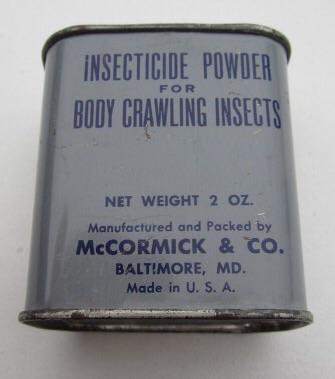 iNSECTICIDE POWDER
FOR
BODY CRAWLING INSECTS
NET WEIGHT 2 OZ.
Manufactured and Packed by
McCORMICK & CO.
BALTIMORE, MD.
Made in U. S. A.